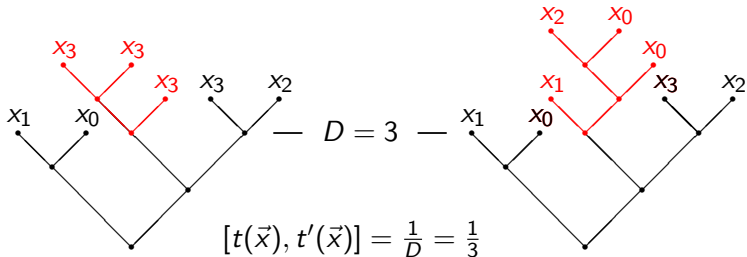 x₂ x₀
x₃ x₃ x₀
x₃ x₃ x₂ x₁ x₃ x₂
x₁ x₀ — D = 3 — x₁ x₀
[t(x⃗), t′(x⃗)] = 1/D = 1/3